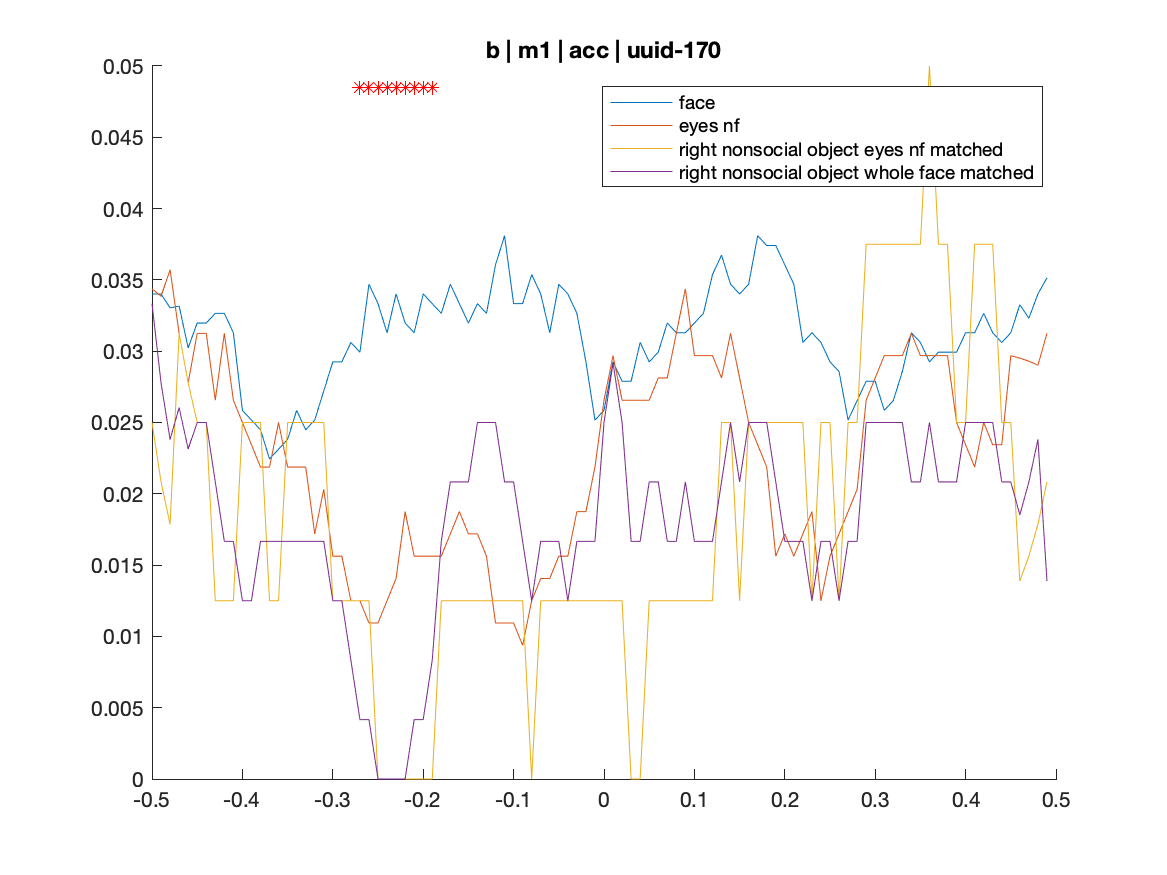 b | m1 | acc | uuid-170
0.05
0.045
0.04
0.035
0.03
0.025
0.02
0.015
0.01
0.005
0
face
eyes nf
right nonsocial object eyes nf matched
right nonsocial object whole face matched
-0.5 -0.4 -0.3 -0.2 -0.1 0 0.1 0.2 0.3 0.4 0.5